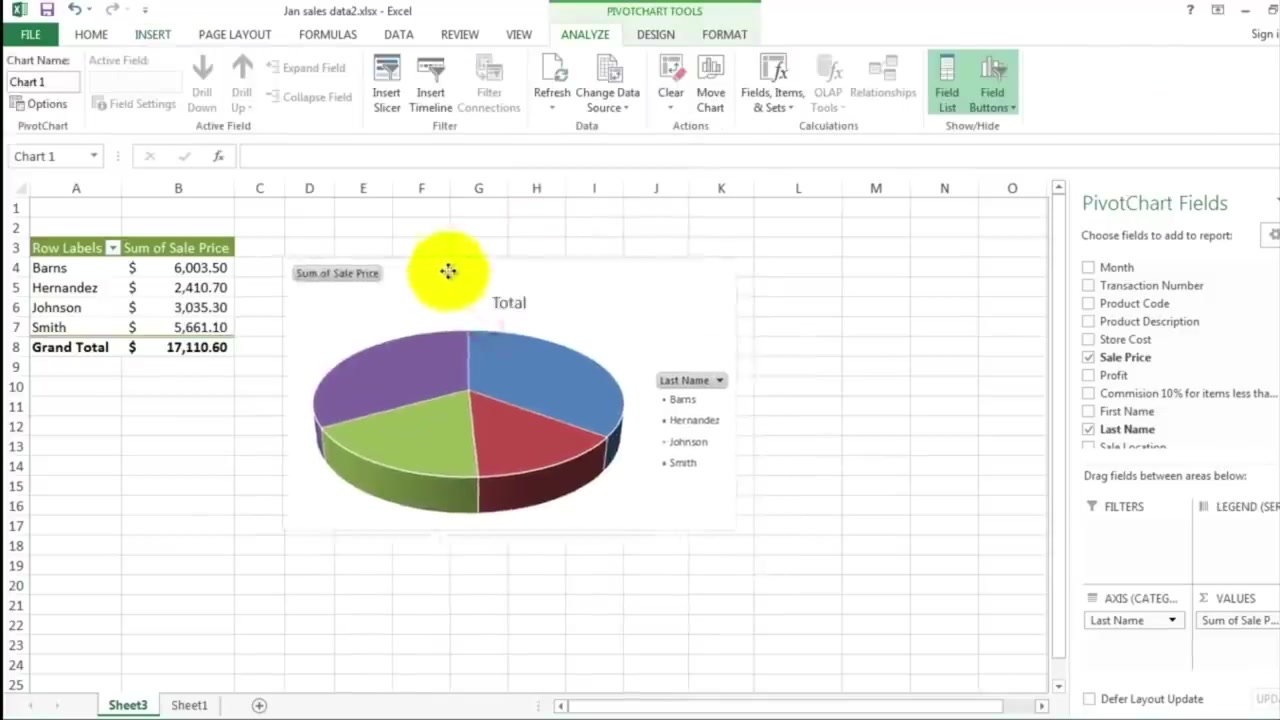 Jan sales data2.xlsx - Excel
PIVOTCHART TOOLS
?
FILE HOME INSERT PAGE LAYOUT FORMULAS DATA REVIEW VIEW ANALYZE DESIGN FORMAT
Sign i
Chart Name:
Chart 1
Options
PivotChart
Active Field:
Field Settings
Drill Down
Drill Up
Expand Field
Collapse Field
Active Field
Insert Slicer
Insert Timeline
Filter Connections
Filter
Refresh
Change Data Source
Data
Clear
Move Chart
Actions
Fields, Items, & Sets
OLAP Tools
Relationships
Calculations
Field List
Field Buttons
Show/Hide
Chart 1
fx
A B C D E F G H I J K L M N O
1
2
3 Row Labels Sum of Sale Price
4 Barns $ 6,003.50
5 Hernandez $ 2,410.70
6 Johnson $ 3,035.30
7 Smith $ 5,661.10
8 Grand Total $ 17,110.60
9
10
11
12
13
14
15
16
17
18
19
20
21
22
23
24
25
Sum of Sale Price
Total
Last Name
Barns
Hernandez
Johnson
Smith
PivotChart Fields
Choose fields to add to report:
Month
Transaction Number
Product Code
Product Description
Store Cost
Sale Price
Profit
Commision 10% for items less tha...
First Name
Last Name
Sale Location
Drag fields between areas below:
FILTERS
LEGEND (SER
AXIS (CATEG...
Last Name
Σ VALUES
Sum of Sale P...
Defer Layout Update
UPD
Sheet3 Sheet1